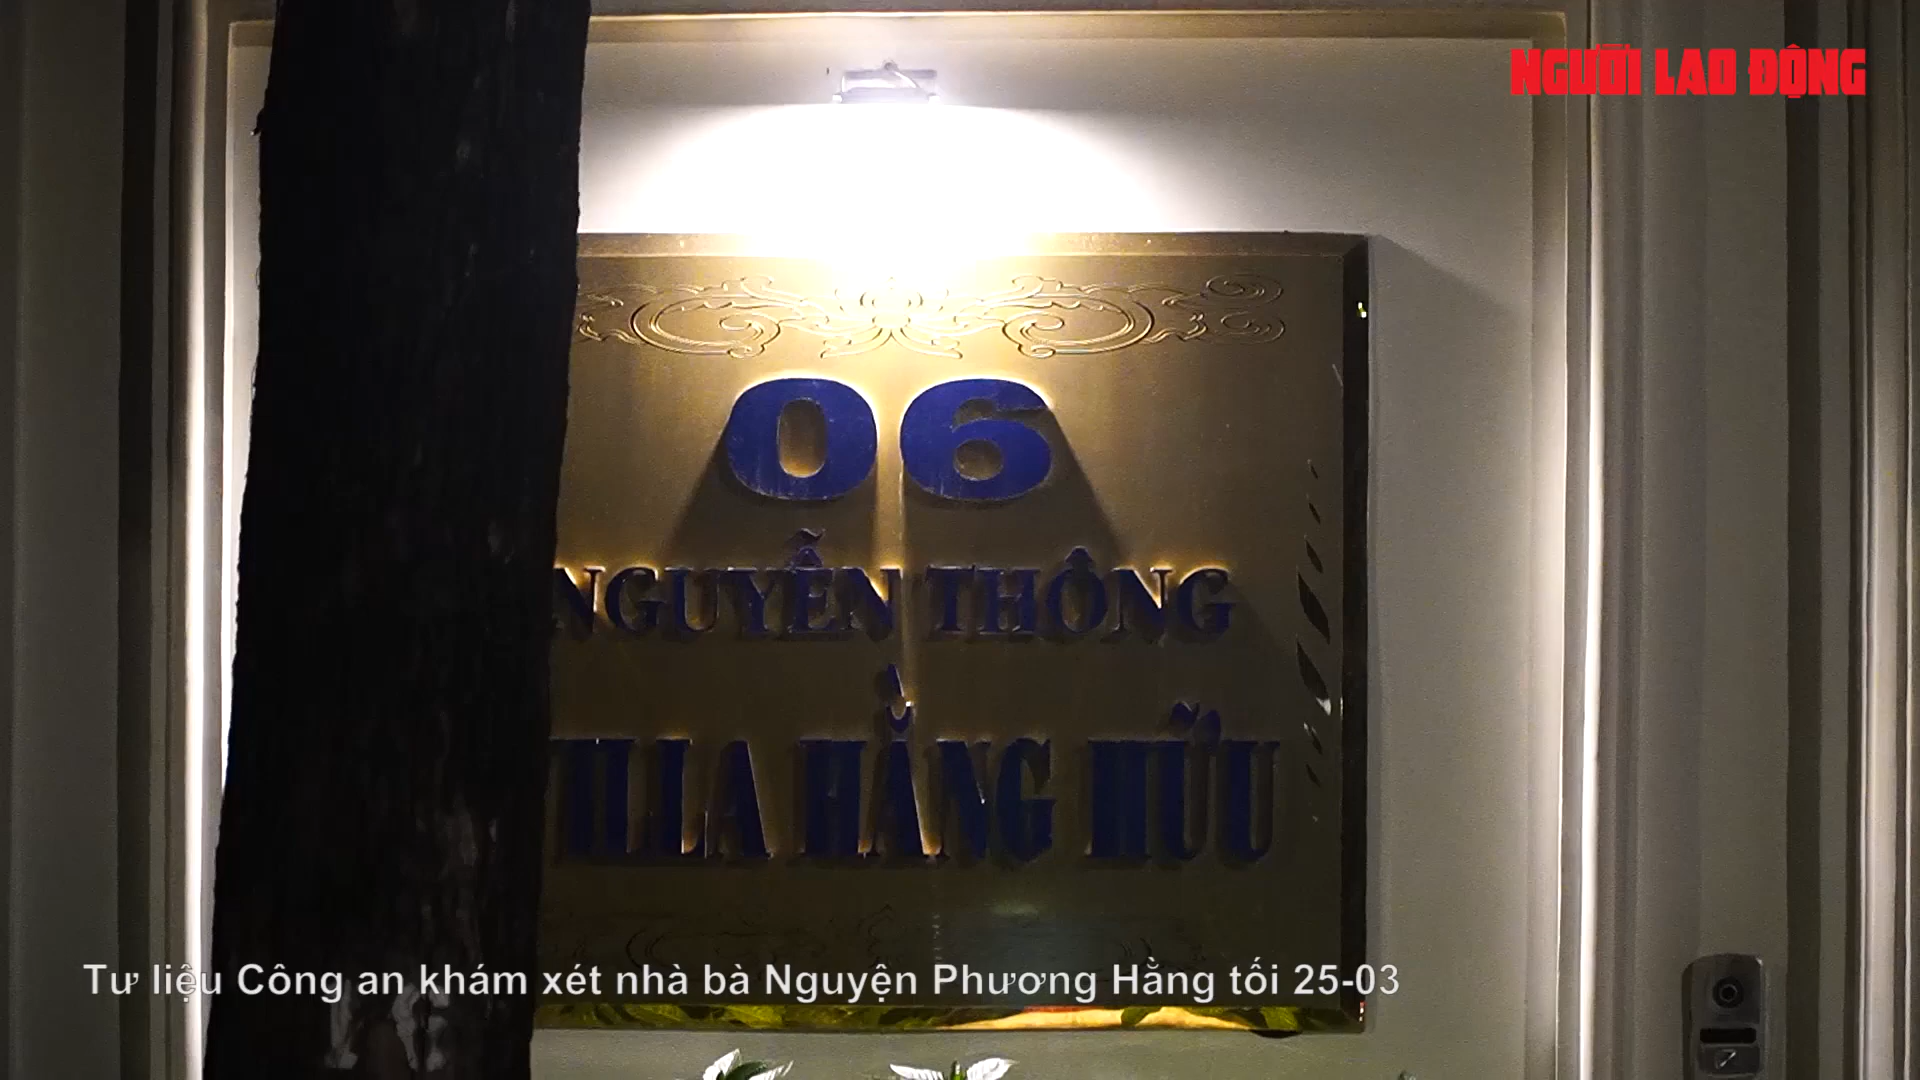 NGƯỜI LAO ĐỘNG
06
NGUYỄN THÔNG
VILLA HẰNG HỮU
Tư liệu Công an khám xét nhà bà Nguyện Phương Hằng tối 25-03